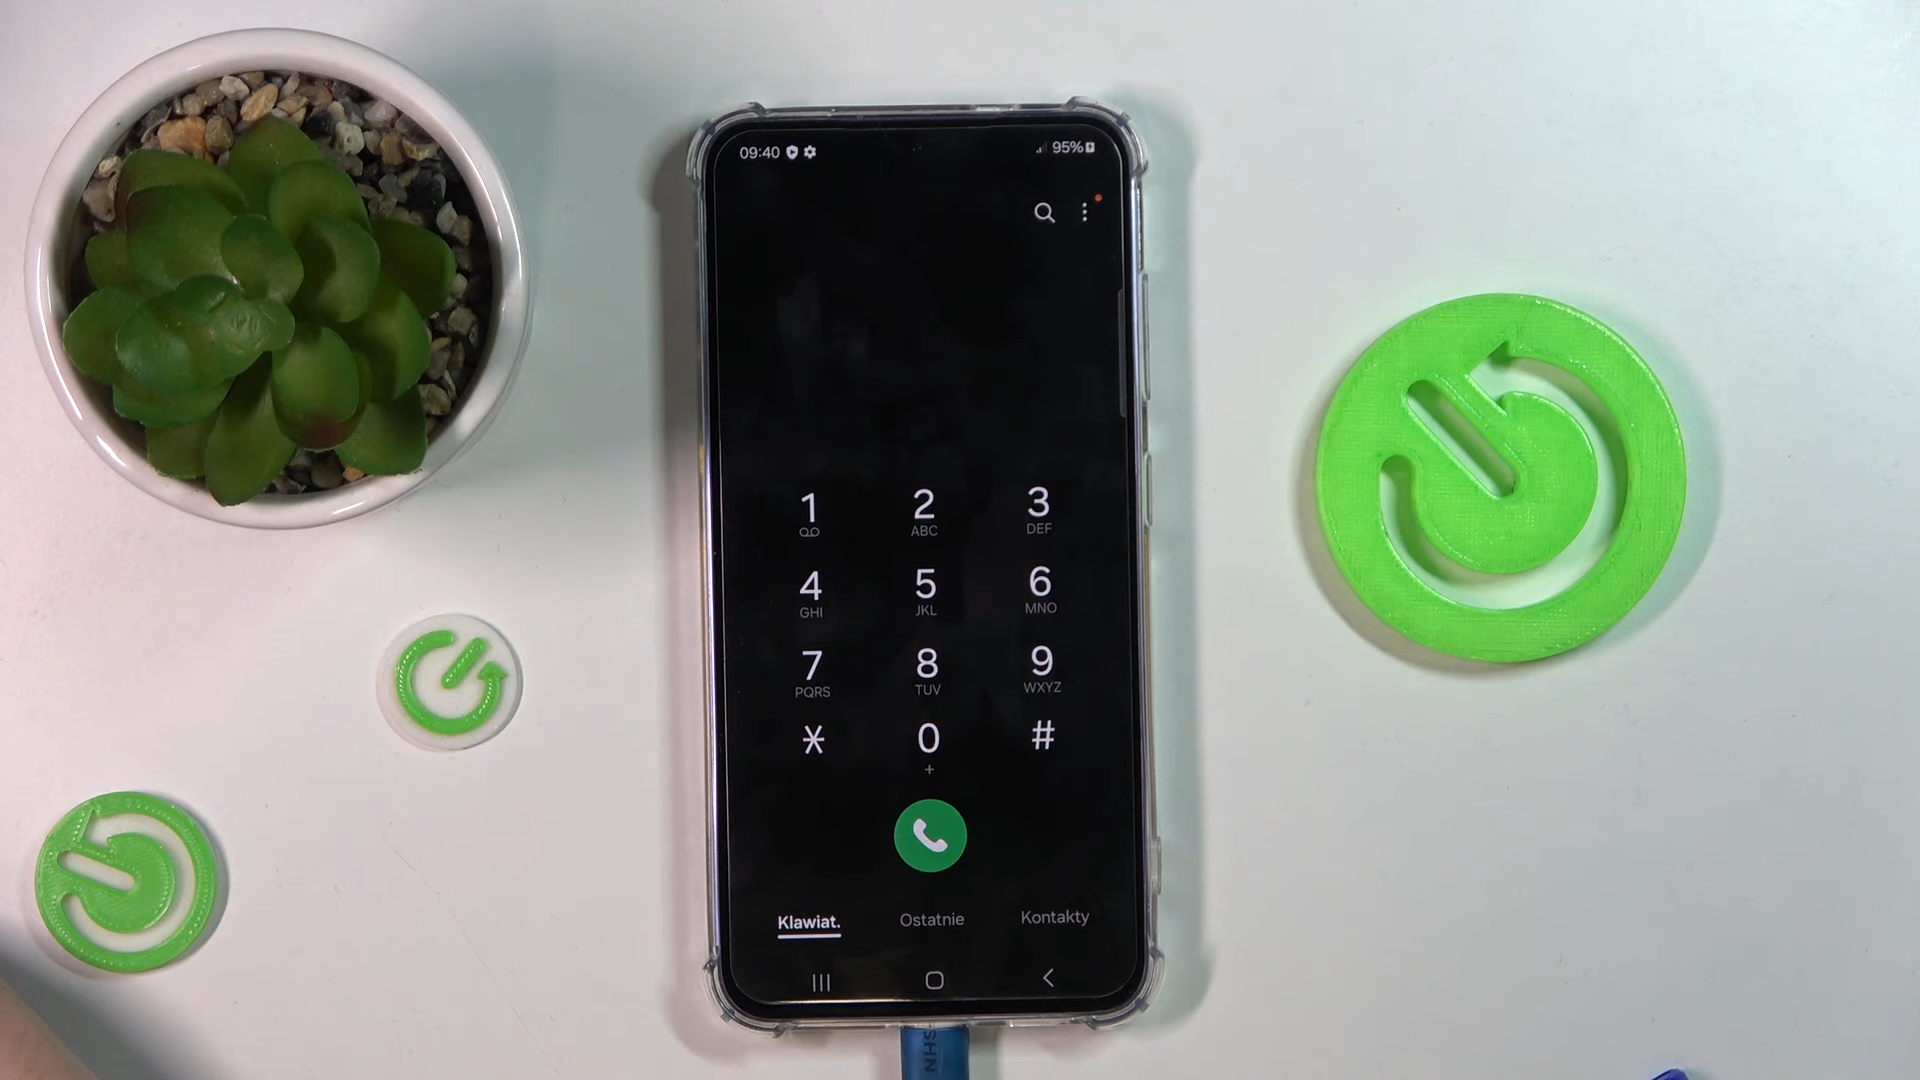 09:40
95%
1 2 3
ABC DEF
4 5 6
GHI JKL MNO
7 8 9
PQRS TUV WXYZ
* 0 #
+
Klawiat. Ostatnie Kontakty
NHS